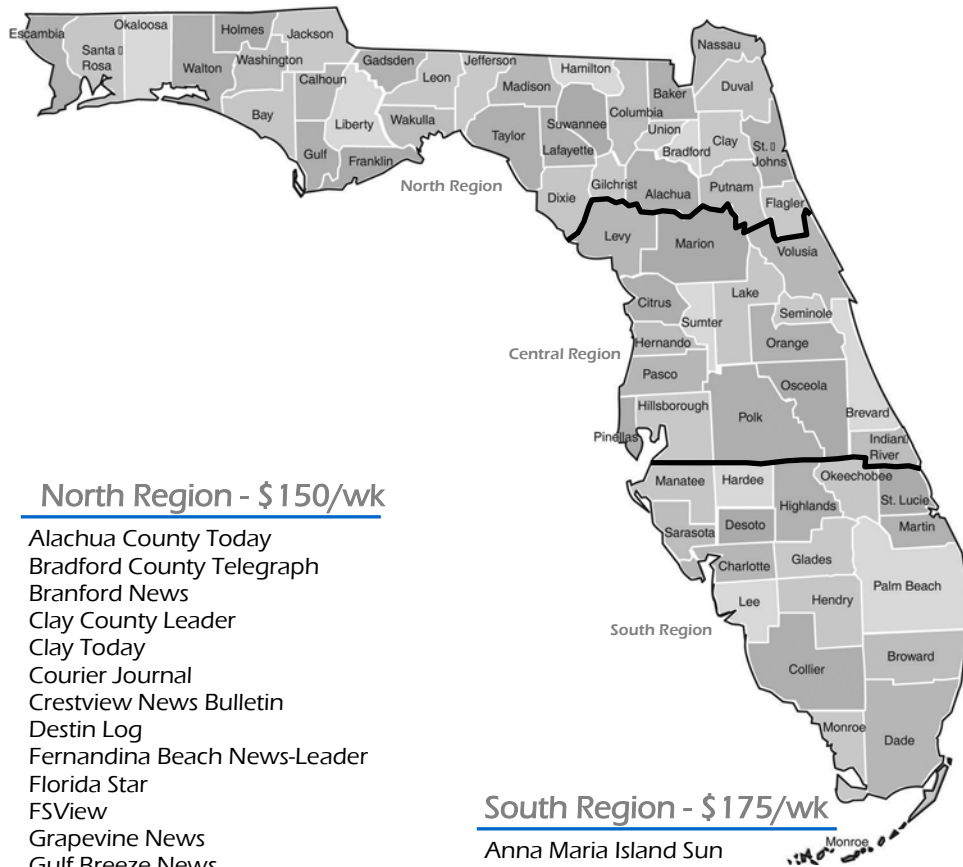 Escambia
Santa
Rosa
Okaloosa
Walton
Holmes
Washington
Jackson
Calhoun
Bay
Gulf
Liberty
Franklin
Gadsden
Leon
Wakulla
Jefferson
Madison
Taylor
Hamilton
Suwannee
Lafayette
Dixie
Columbia
Gilchrist
Baker
Union
Bradford
Alachua
Nassau
Duval
Clay
Putnam
St.
Johns
Flagler
North Region
Levy
Marion
Volusia
Citrus
Sumter
Lake
Seminole
Hernando
Orange
Central Region
Pasco
Osceola
Hillsborough
Polk
Brevard
Pinellas
Indian
River
Manatee
Hardee
Okeechobee
Highlands
St. Lucie
Sarasota
Desoto
Martin
Charlotte
Glades
Palm Beach
Lee
Hendry
South Region
Collier
Broward
Monroe
Dade
Monroe
North Region - $150/wk
Alachua County Today
Bradford County Telegraph
Branford News
Clay County Leader
Clay Today
Courier Journal
Crestview News Bulletin
Destin Log
Fernandina Beach News-Leader
Florida Star
FSView
Grapevine News
Gulf Breeze News
South Region - $175/wk
Anna Maria Island Sun